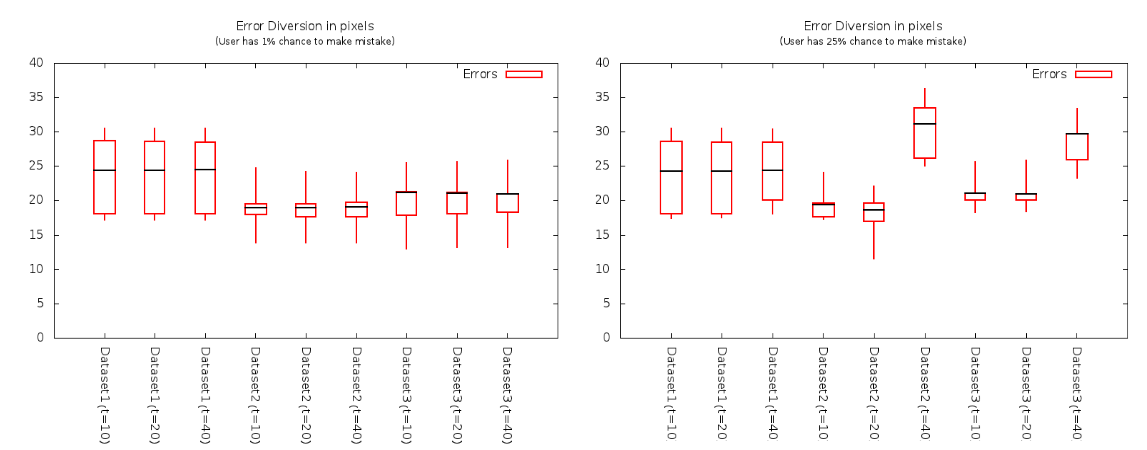 Error Diversion in pixels
(User has 1% chance to make mistake)
Errors
40
35
30
25
20
15
10
5
0
Dataset1 (t=10)
Dataset1 (t=20)
Dataset1 (t=40)
Dataset2 (t=10)
Dataset2 (t=20)
Dataset2 (t=40)
Dataset3 (t=10)
Dataset3 (t=20)
Dataset3 (t=40)
Error Diversion in pixels
(User has 25% chance to make mistake)
Errors
40
35
30
25
20
15
10
5
0
Dataset1 (t=10
Dataset1 (t=20
Dataset1 (t=40
Dataset2 (t=10
Dataset2 (t=20
Dataset2 (t=40
Dataset3 (t=10
Dataset3 (t=20
Dataset3 (t=40